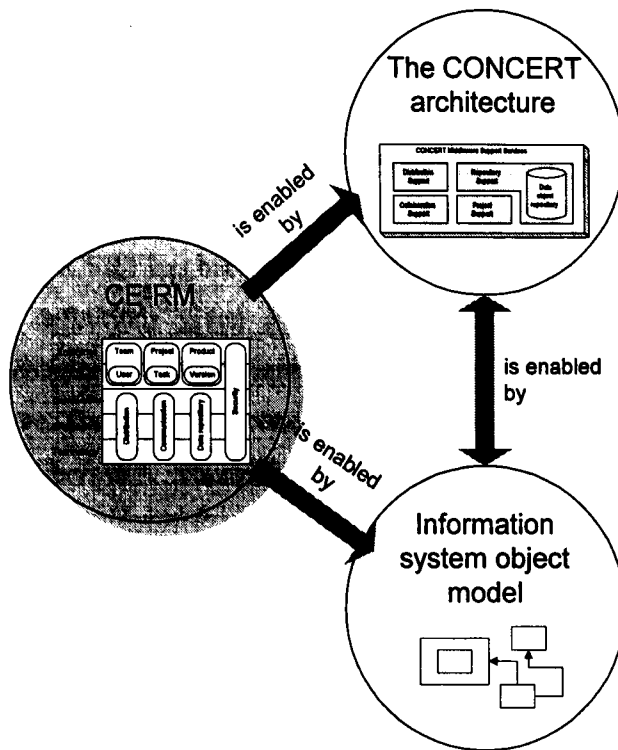 The CONCERT
architecture
CONCERT Middleware Support Services
Distribution
Support
Repository
Support
Data
object
repository
Collaboration
Support
Project
Support
is enabled
by
CE-RM
Team
Project
Product
User
Task
Version
Security
Distribution
Communication
Data repository
is enabled
by
is enabled
by
Information
system object
model